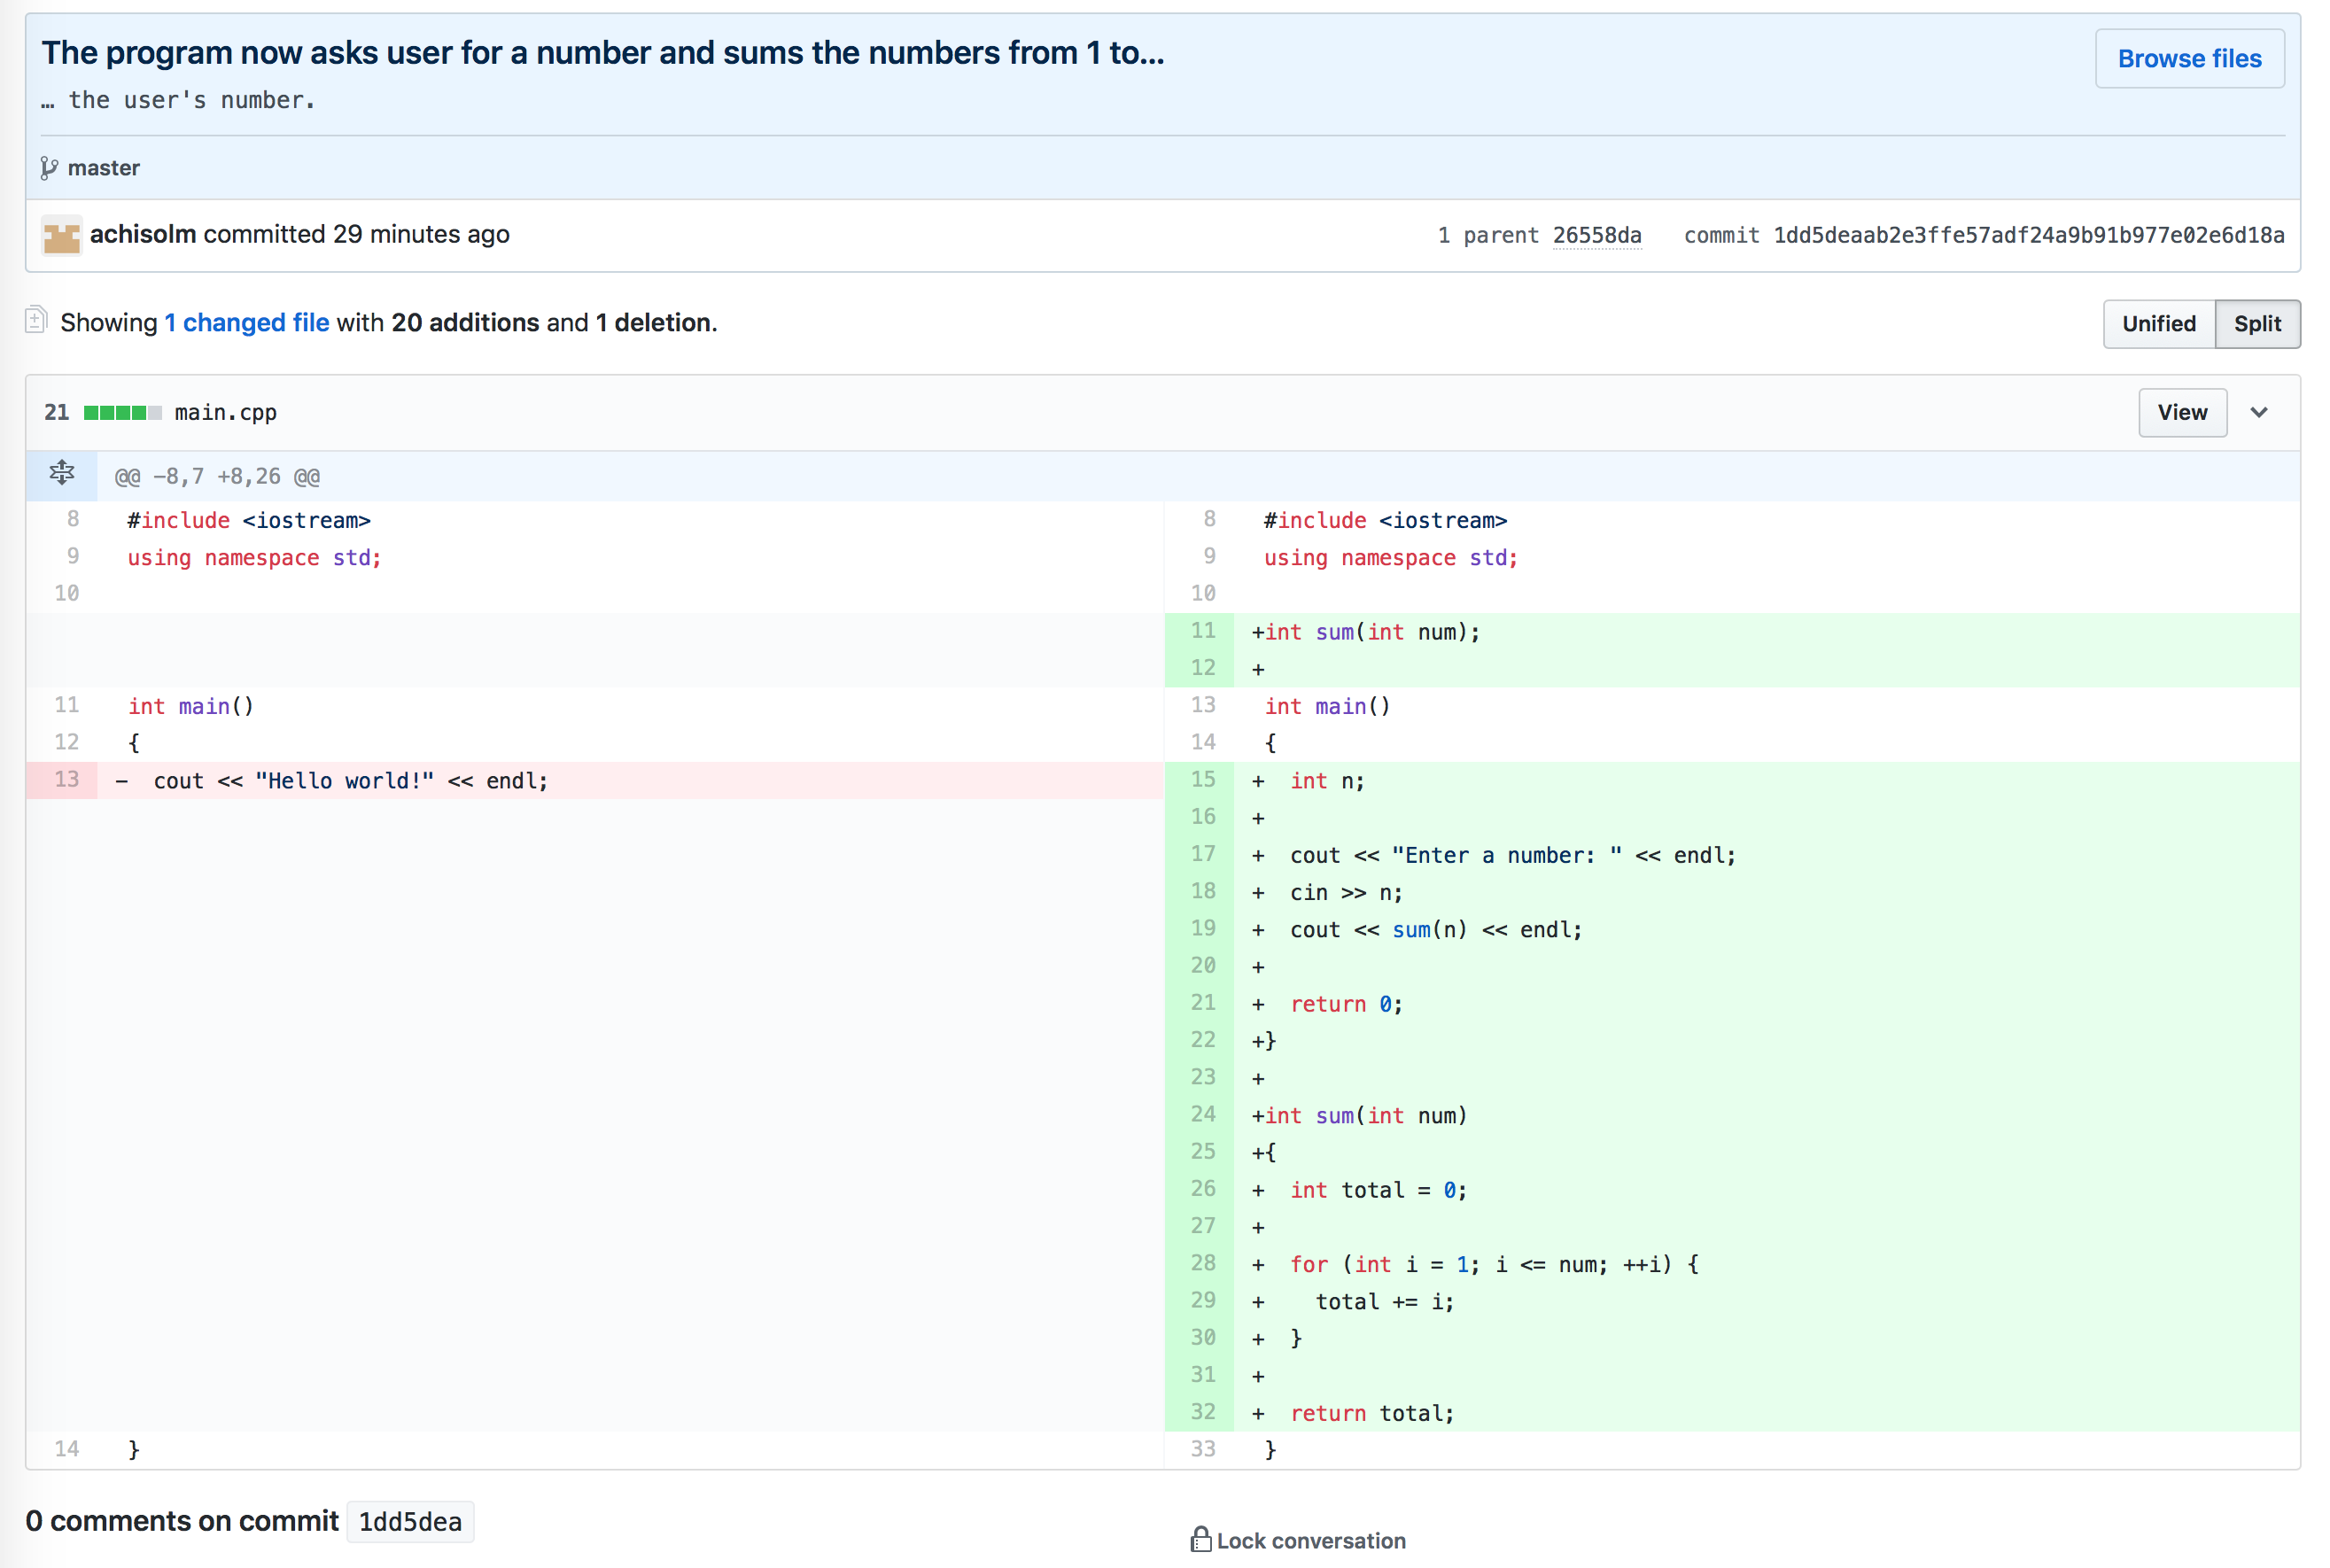 The program now asks user for a number and sums the numbers from 1 to...
Browse files
… the user's number.
master
achisolm committed 29 minutes ago
1 parent 26558da commit 1dd5deaab2e3ffe57adf24a9b91b977e02e6d18a
Showing 1 changed file with 20 additions and 1 deletion.
Unified Split
21 main.cpp
View
@@ -8,7 +8,26 @@
8 #include <iostream>
9 using namespace std;
10
11 int main()
12 {
13 - cout << "Hello world!" << endl;
14 }
8 #include <iostream>
9 using namespace std;
10
11 +int sum(int num);
12 +
13 int main()
14 {
15 + int n;
16 +
17 + cout << "Enter a number: " << endl;
18 + cin >> n;
19 + cout << sum(n) << endl;
20 +
21 + return 0;
22 +}
23 +
24 +int sum(int num)
25 +{
26 + int total = 0;
27 +
28 + for (int i = 1; i <= num; ++i) {
29 + total += i;
30 + }
31 +
32 + return total;
33 }
0 comments on commit 1dd5dea
Lock conversation